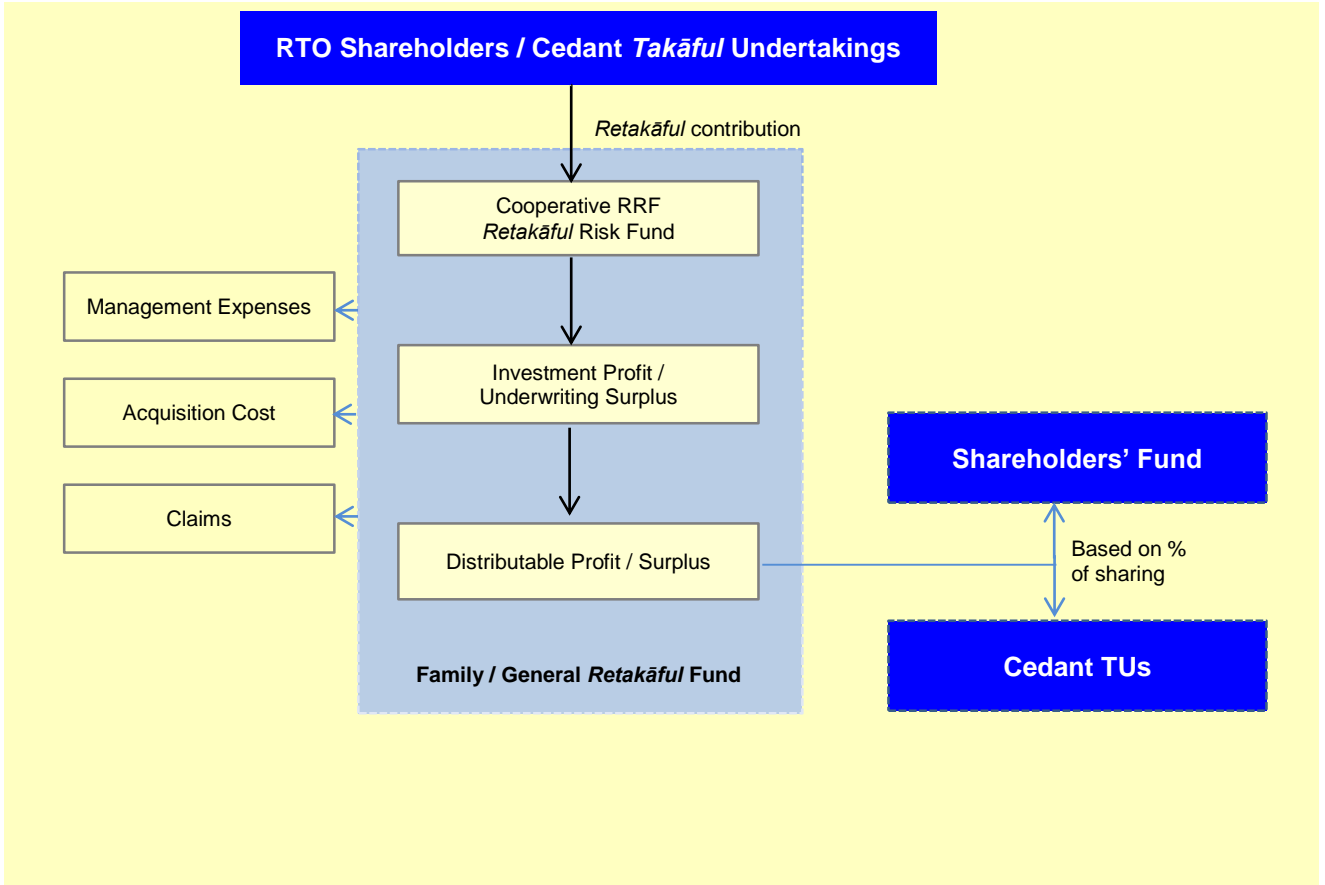 RTO Shareholders / Cedant Takāful Undertakings
Retakāful contribution
Cooperative RRF
Retakāful Risk Fund
Management Expenses
Investment Profit /
Underwriting Surplus
Acquisition Cost
Claims
Distributable Profit / Surplus
Family / General Retakāful Fund
Shareholders’ Fund
Based on %
of sharing
Cedant TUs